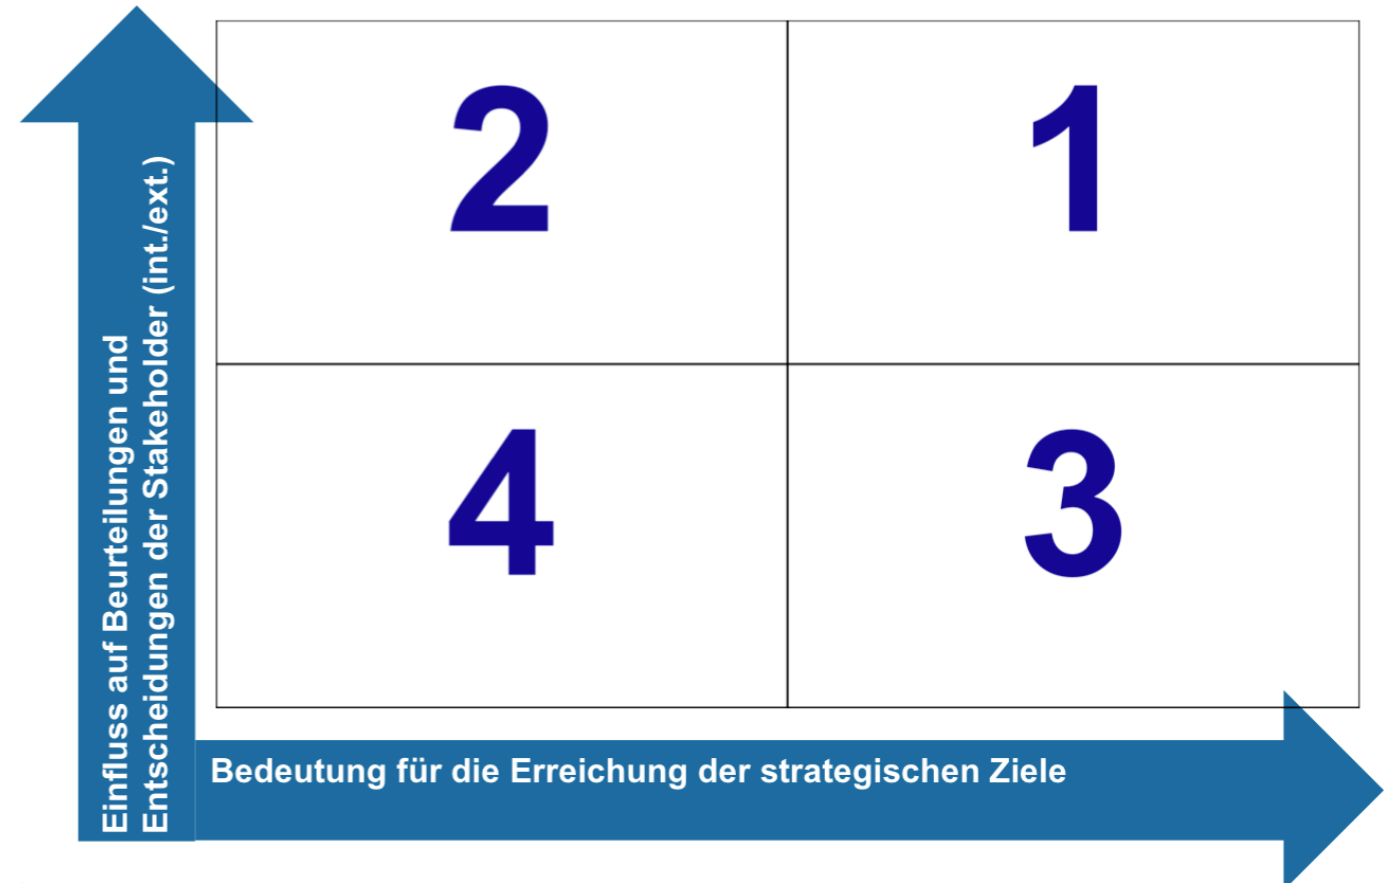 2
1
4
3
Einfluss auf Beurteilungen und
Entscheidungen der Stakeholder (int./ext.)
Bedeutung für die Erreichung der strategischen Ziele